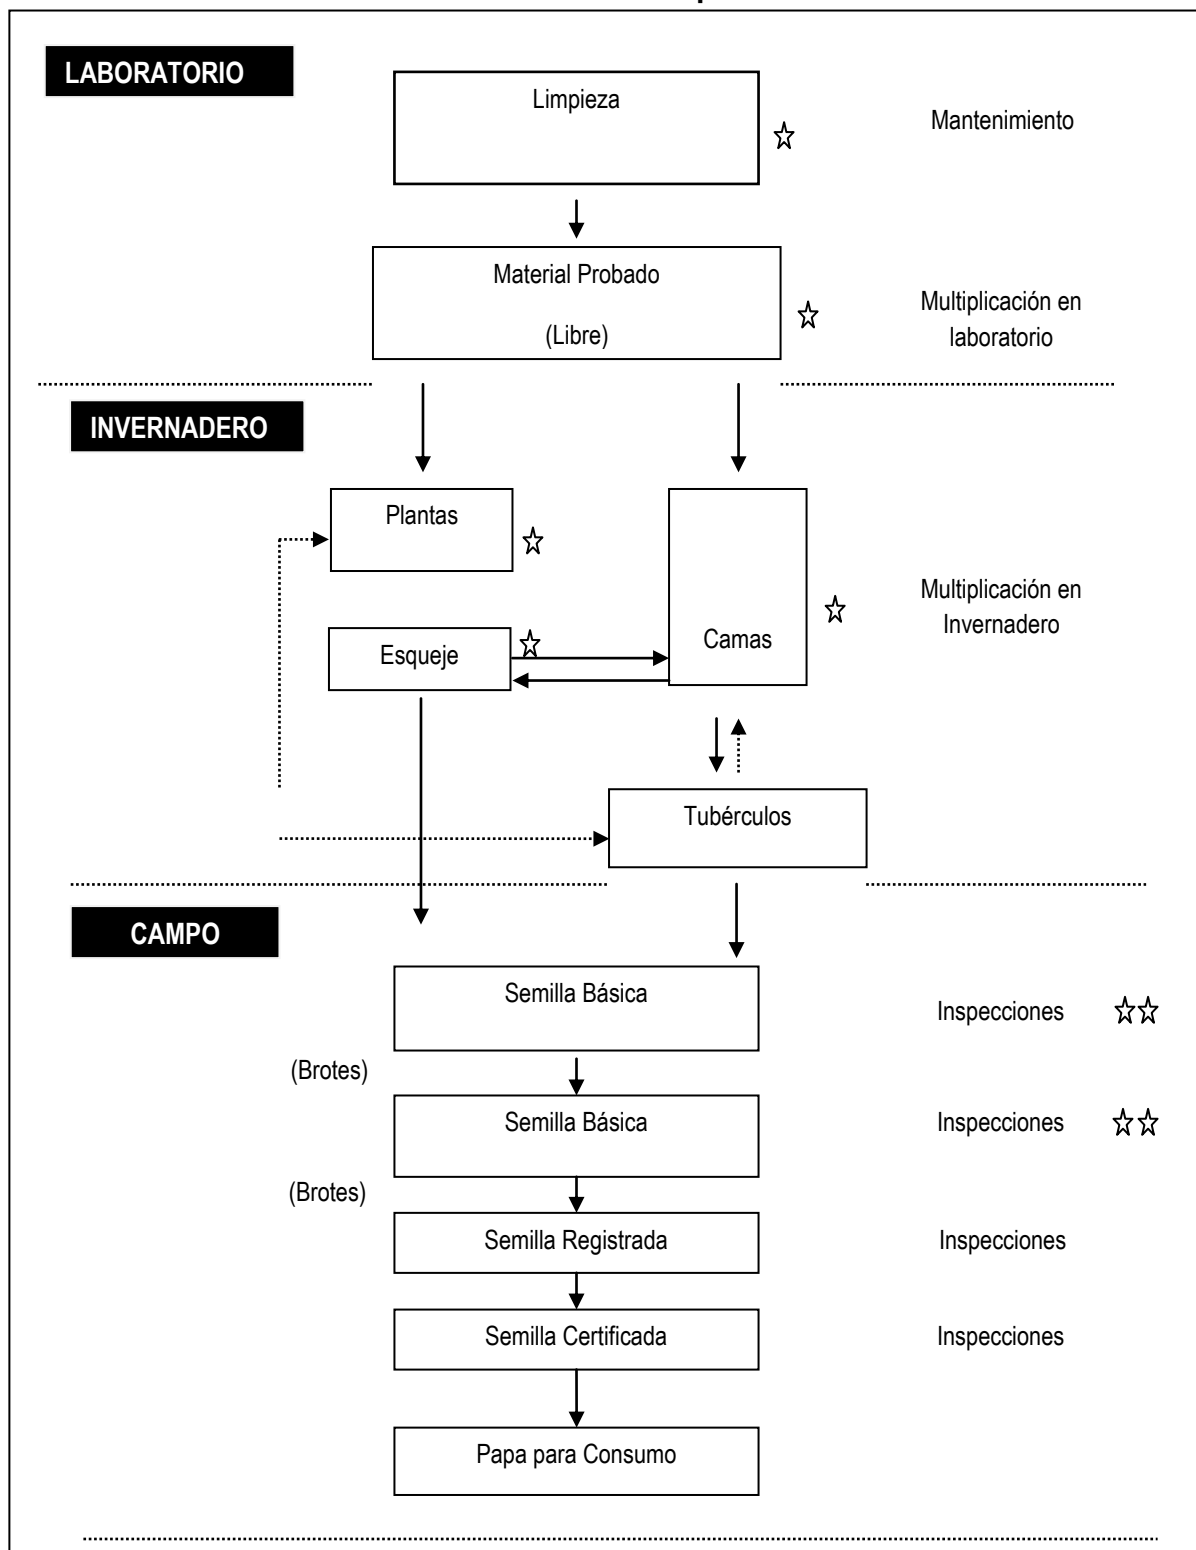 LABORATORIO
Limpieza
Mantenimiento
Material Probado
(Libre)
Multiplicación en
laboratorio
INVERNADERO
Plantas
Multiplicación en
Invernadero
Esqueje
Camas
Tubérculos
CAMPO
Semilla Básica
Inspecciones
(Brotes)
Semilla Básica
Inspecciones
(Brotes)
Semilla Registrada
Inspecciones
Semilla Certificada
Inspecciones
Papa para Consumo